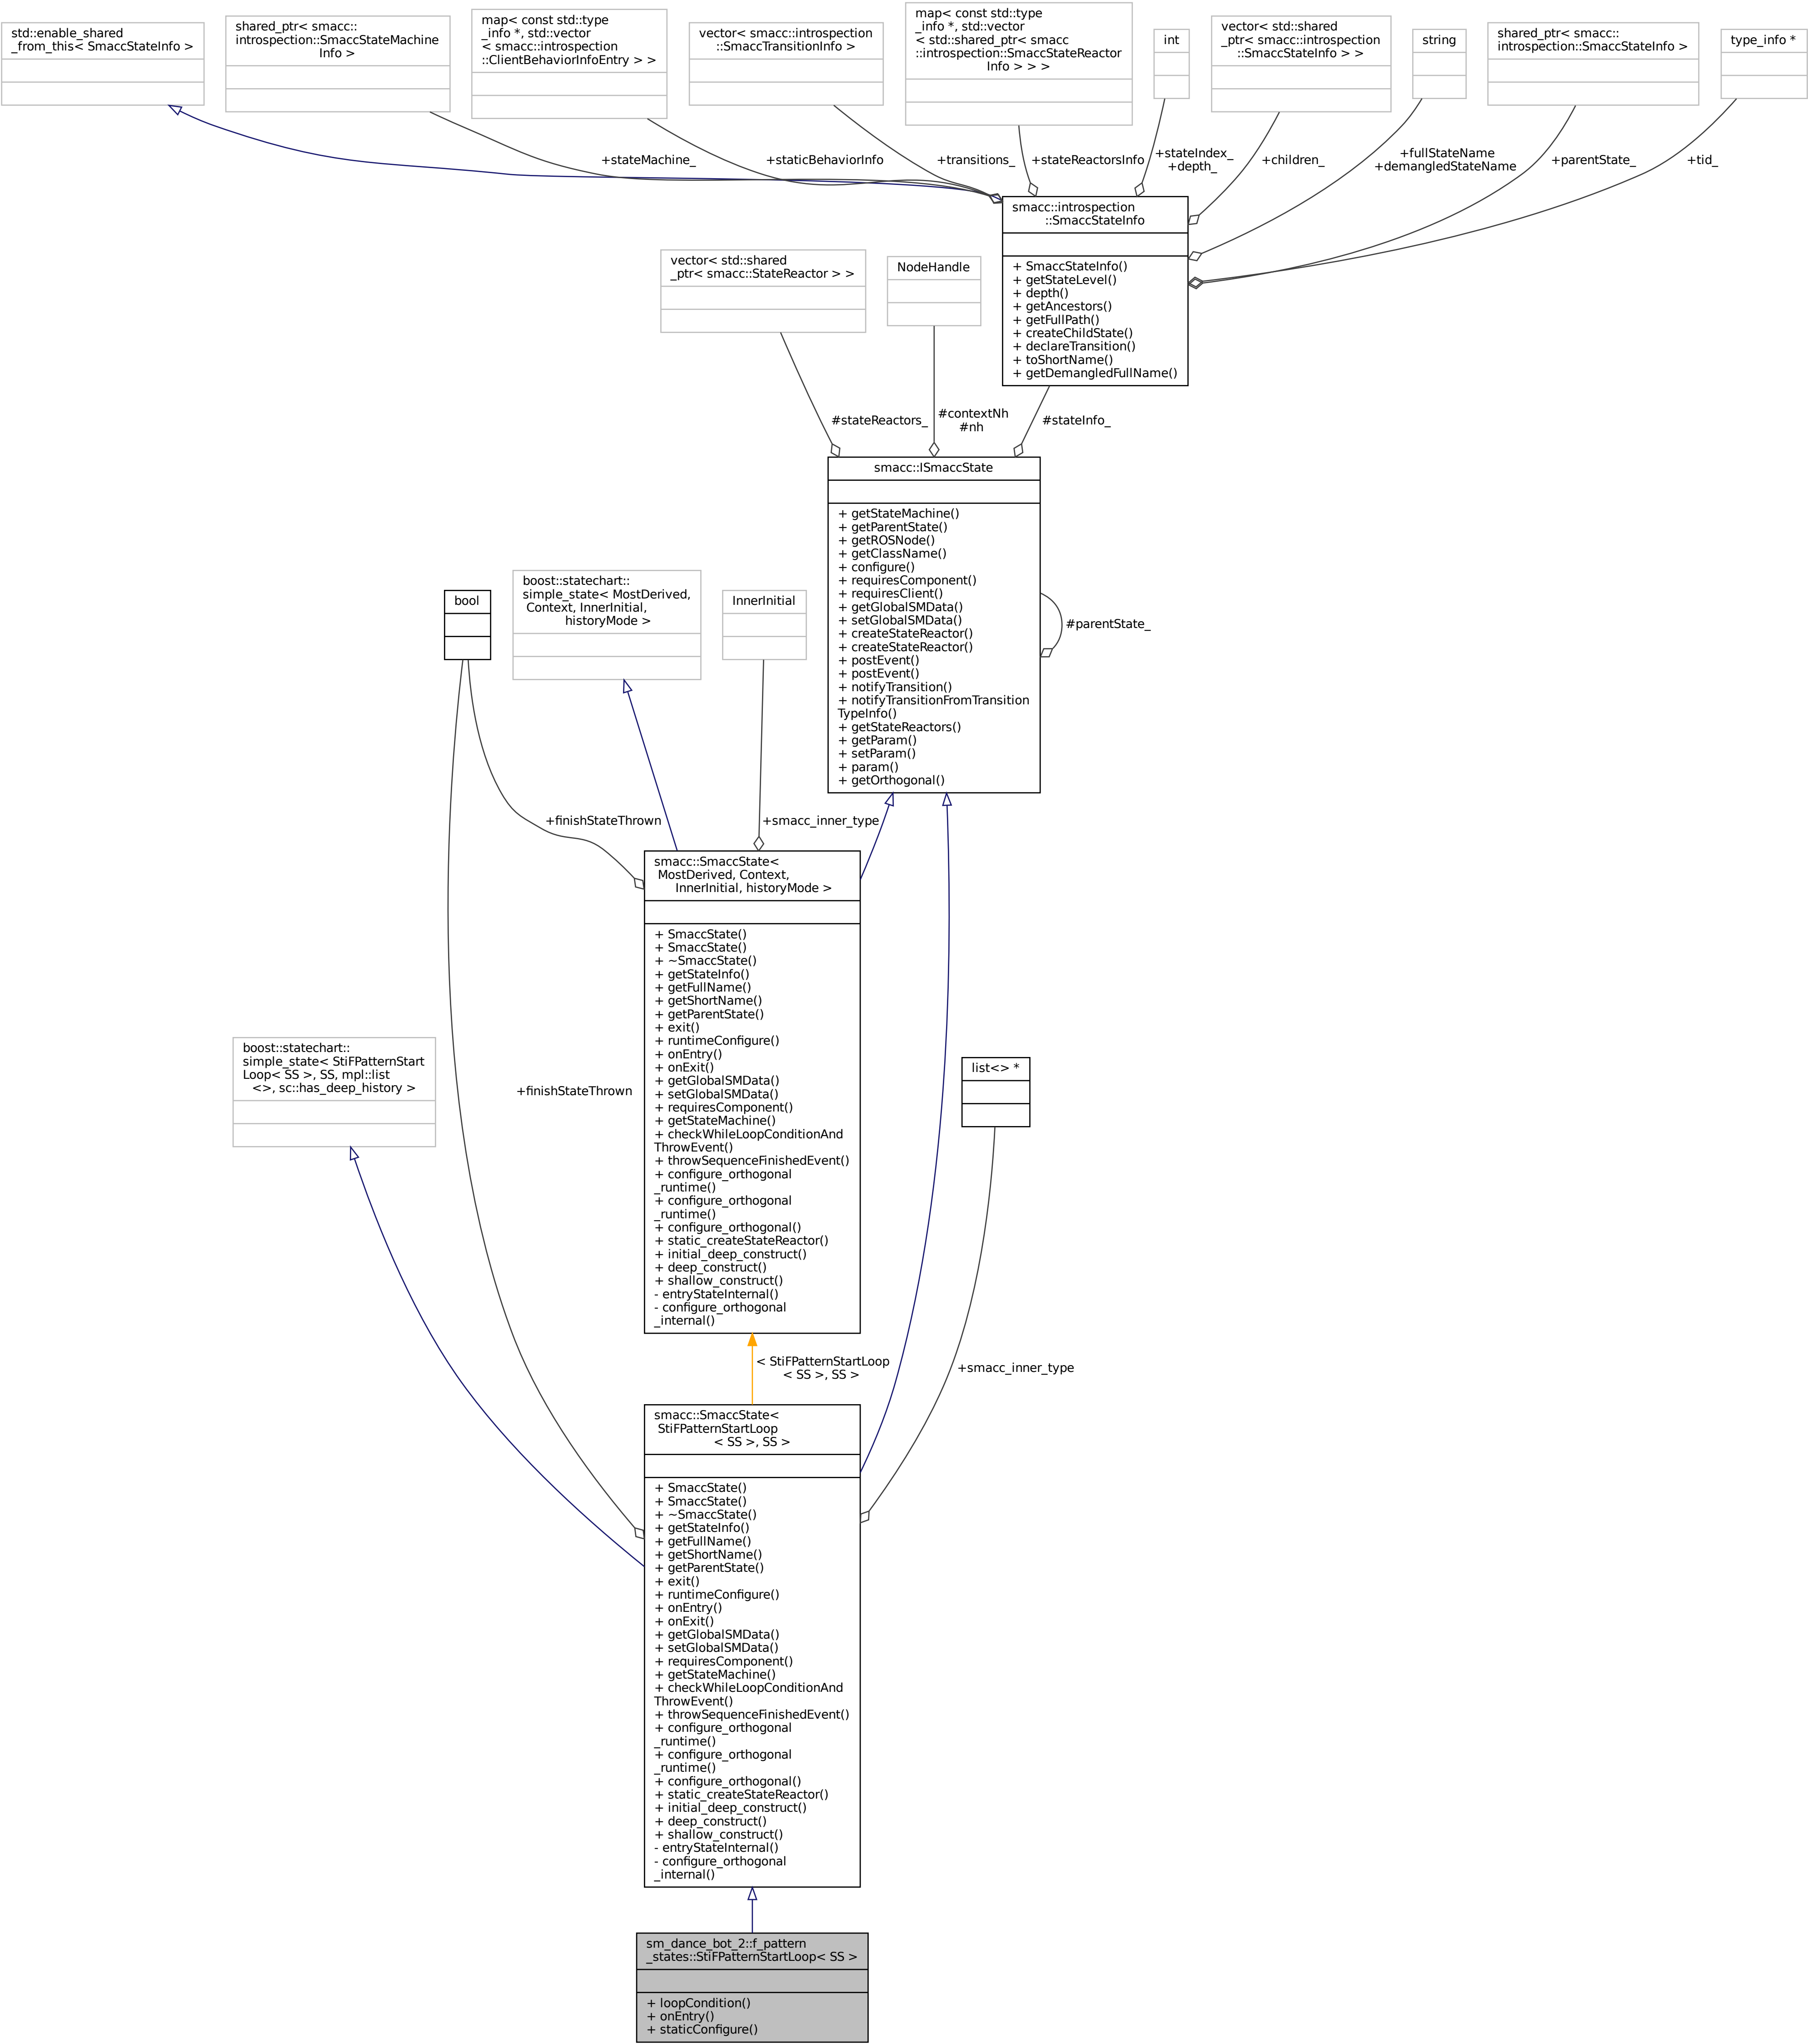 std::enable_shared
_from_this< SmaccStateInfo >
shared_ptr< smacc::
introspection::SmaccStateMachine
Info >
map< const std::type
_info *, std::vector
< smacc::introspection
::ClientBehaviorInfoEntry > >
vector< smacc::introspection
::SmaccTransitionInfo >
map< const std::type
_info *, std::vector
< std::shared_ptr< smacc
::introspection::SmaccStateReactor
Info > > >
int
vector< std::shared
_ptr< smacc::introspection
::SmaccStateInfo > >
string
shared_ptr< smacc::
introspection::SmaccStateInfo >
type_info *
+stateMachine_
+staticBehaviorInfo
+transitions_
+stateReactorsInfo
+stateIndex_
+depth_
+children_
+fullStateName
+demangledStateName
+parentState_
+tid_
smacc::introspection
::SmaccStateInfo
+ SmaccStateInfo()
+ getStateLevel()
+ depth()
+ getAncestors()
+ getFullPath()
+ createChildState()
+ declareTransition()
+ toShortName()
+ getDemangledFullName()
vector< std::shared
_ptr< smacc::StateReactor > >
NodeHandle
#stateReactors_
#contextNh
#nh
#stateInfo_
smacc::ISmaccState
+ getStateMachine()
+ getParentState()
+ getROSNode()
+ getClassName()
+ configure()
+ requiresComponent()
+ requiresClient()
+ getGlobalSMData()
+ setGlobalSMData()
+ createStateReactor()
+ createStateReactor()
+ postEvent()
+ postEvent()
+ notifyTransition()
+ notifyTransitionFromTransition
TypeInfo()
+ getStateReactors()
+ getParam()
+ setParam()
+ param()
+ getOrthogonal()
#parentState_
bool
boost::statechart::
simple_state< MostDerived,
Context, InnerInitial,
historyMode >
InnerInitial
+finishStateThrown
+smacc_inner_type
smacc::SmaccState<
MostDerived, Context,
InnerInitial, historyMode >
+ SmaccState()
+ SmaccState()
+ ~SmaccState()
+ getStateInfo()
+ getFullName()
+ getShortName()
+ getParentState()
+ exit()
+ runtimeConfigure()
+ onEntry()
+ onExit()
+ getGlobalSMData()
+ setGlobalSMData()
+ requiresComponent()
+ getStateMachine()
+ checkWhileLoopConditionAnd
ThrowEvent()
+ throwSequenceFinishedEvent()
+ configure_orthogonal
_runtime()
+ configure_orthogonal
_runtime()
+ configure_orthogonal()
+ static_createStateReactor()
+ initial_deep_construct()
+ deep_construct()
+ shallow_construct()
- entryStateInternal()
- configure_orthogonal
_internal()
boost::statechart::
simple_state< StiFPatternStart
Loop< SS >, SS, mpl::list
<>, sc::has_deep_history >
+finishStateThrown
list<> *
< StiFPatternStartLoop
< SS >, SS >
+smacc_inner_type
smacc::SmaccState<
StiFPatternStartLoop
< SS >, SS >
+ SmaccState()
+ SmaccState()
+ ~SmaccState()
+ getStateInfo()
+ getFullName()
+ getShortName()
+ getParentState()
+ exit()
+ runtimeConfigure()
+ onEntry()
+ onExit()
+ getGlobalSMData()
+ setGlobalSMData()
+ requiresComponent()
+ getStateMachine()
+ checkWhileLoopConditionAnd
ThrowEvent()
+ throwSequenceFinishedEvent()
+ configure_orthogonal
_runtime()
+ configure_orthogonal
_runtime()
+ configure_orthogonal()
+ static_createStateReactor()
+ initial_deep_construct()
+ deep_construct()
+ shallow_construct()
- entryStateInternal()
- configure_orthogonal
_internal()
sm_dance_bot_2::f_pattern
_states::StiFPatternStartLoop< SS >
+ loopCondition()
+ onEntry()
+ staticConfigure()